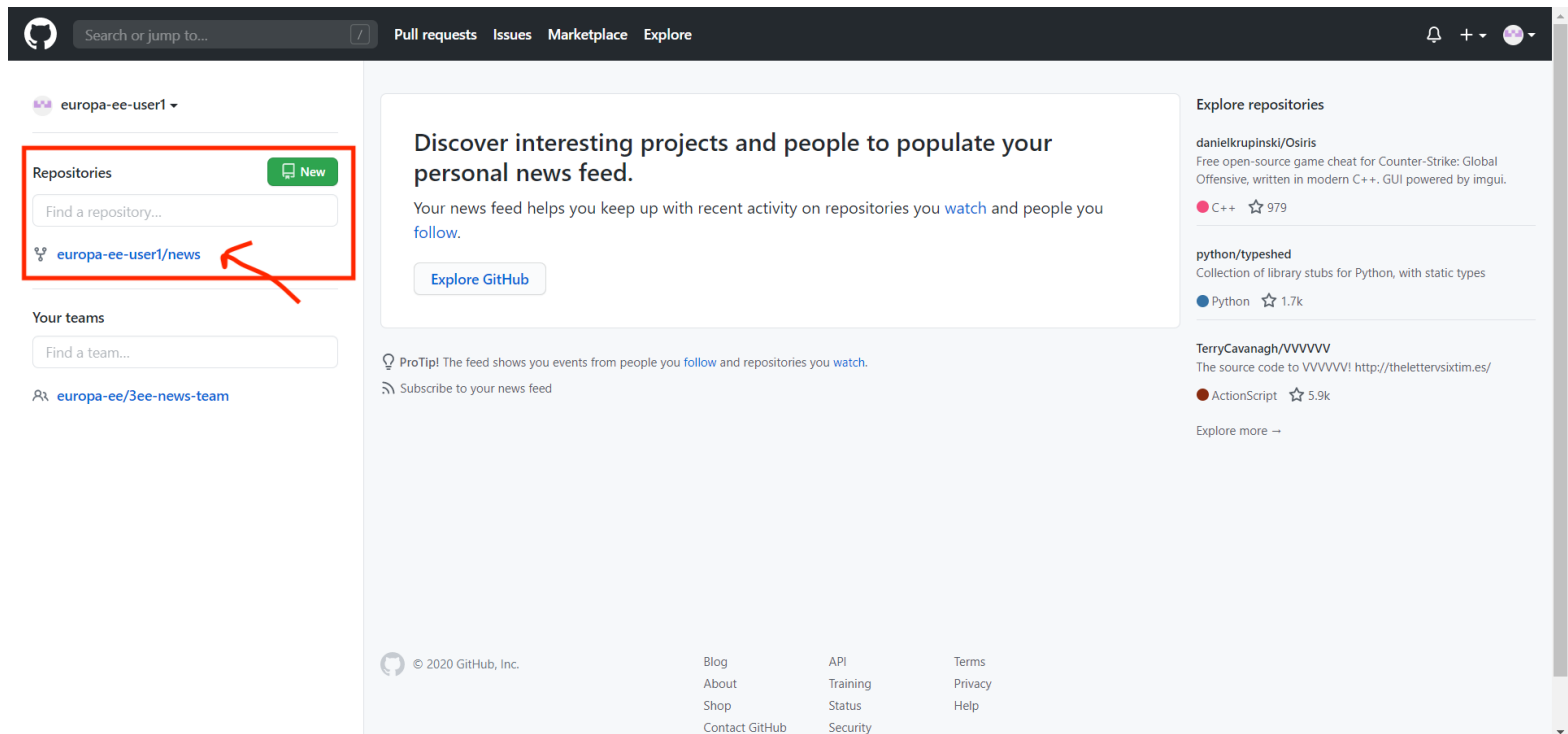 Search or jump to...
/
Pull requests
Issues
Marketplace
Explore
europa-ee-user1
Repositories
New
Find a repository...
europa-ee-user1/news
Your teams
Find a team...
europa-ee/3ee-news-team
Discover interesting projects and people to populate your
personal news feed.
Your news feed helps you keep up with recent activity on repositories you watch and people you
follow.
Explore GitHub
ProTip! The feed shows you events from people you follow and repositories you watch.
Subscribe to your news feed
Explore repositories
danielkrupinski/Osiris
Free open-source game cheat for Counter-Strike: Global
Offensive, written in modern C++. GUI powered by imgui.
C++ 979
python/typeshed
Collection of library stubs for Python, with static types
Python 1.7k
TerryCavanagh/VVVVVV
The source code to VVVVVV! http://thelettervsixtim.es/
ActionScript 5.9k
Explore more →
© 2020 GitHub, Inc.
Blog
About
Shop
Contact GitHub
API
Training
Status
Security
Terms
Privacy
Help